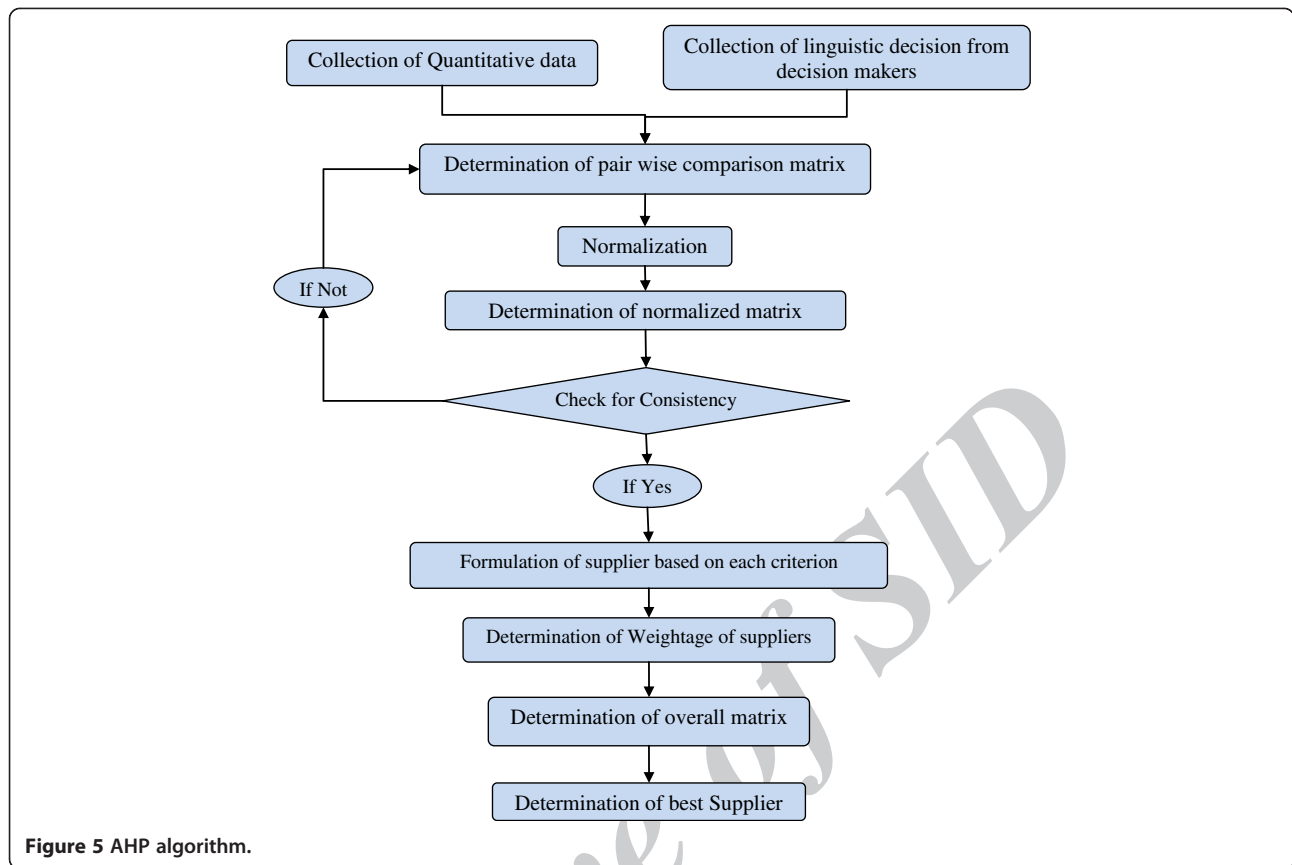 Collection of Quantitative data
Collection of linguistic decision from
decision makers
Determination of pair wise comparison matrix
Normalization
If Not
Determination of normalized matrix
Check for Consistency
If Yes
Formulation of supplier based on each criterion
Determination of Weightage of suppliers
Determination of overall matrix
Determination of best Supplier
of SID
Figure 5 AHP algorithm.